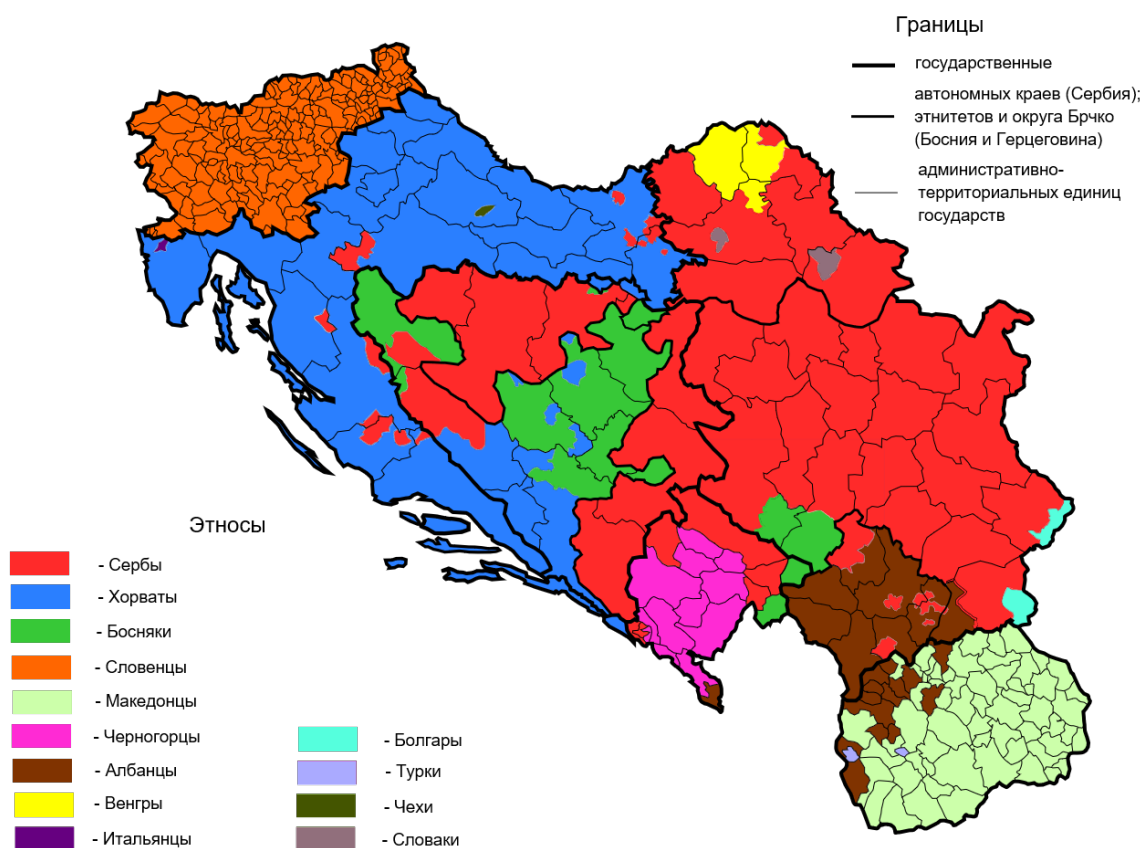 Границы
государственные
автономных краев (Сербия);
этнитетов и округа Брчко
(Босния и Герцеговина)
административно-
территориальных единиц
государств
Этносы
- Сербы
- Хорваты
- Босняки
- Словенцы
- Македонцы
- Черногорцы
- Албанцы
- Венгры
- Итальянцы
- Болгары
- Турки
- Чехи
- Словаки